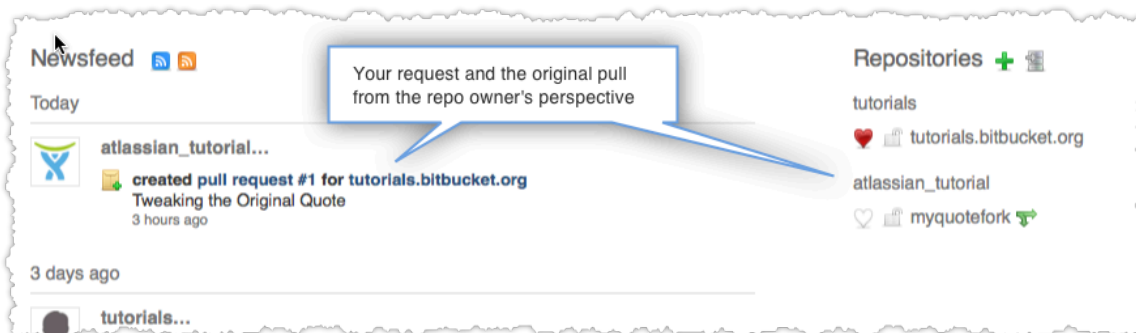 Newsfeed
Today
atlassian_tutorial...
created pull request #1 for tutorials.bitbucket.org
Tweaking the Original Quote
3 hours ago
3 days ago
tutorials...
Your request and the original pull
from the repo owner's perspective
Repositories
tutorials
tutorials.bitbucket.org
atlassian_tutorial
myquotefork